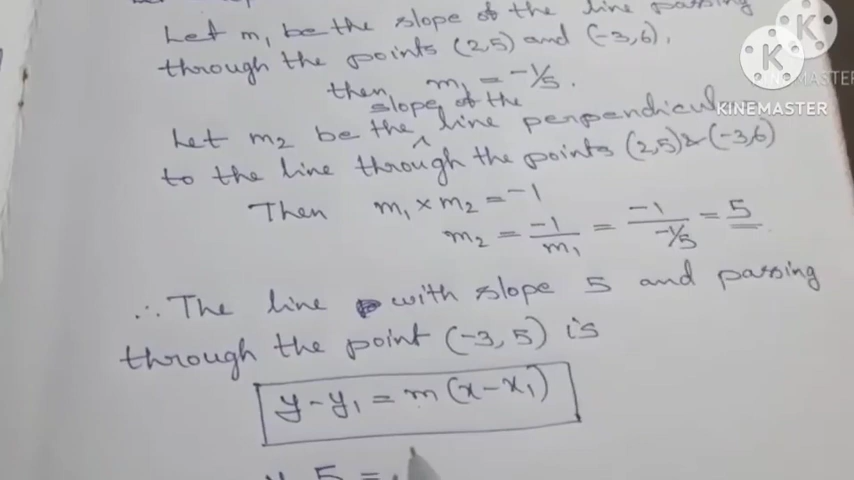 Let m₁ be the slope of the line passing
through the points (2,5) and (-3,6),
then, m₁ = -1/5.
slope of the
Let m₂ be the ^ line perpendicul
to the line through the points (2,5) & (-3,6)
Then m₁ × m₂ = -1
m₂ = -1/m₁ = -1/(-1/5) = 5
∴ The line with slope 5 and passing
through the point (-3, 5) is
y - y₁ = m (x - x₁)
y - 5 =
KINEMASTER
KINEMASTER